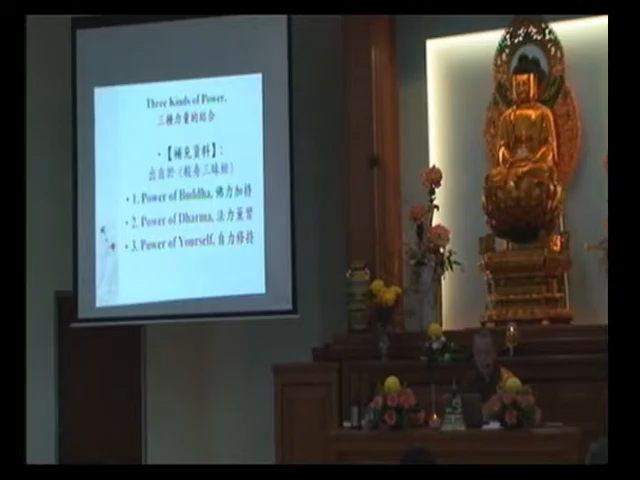 Three Kinds of Power,
三種力量的結合
•【補充資料】:
出自於《般舟三昧經》
• 1. Power of Buddha, 佛力加持
• 2. Power of Dharma, 法力薰習
• 3. Power of Yourself, 自力修持